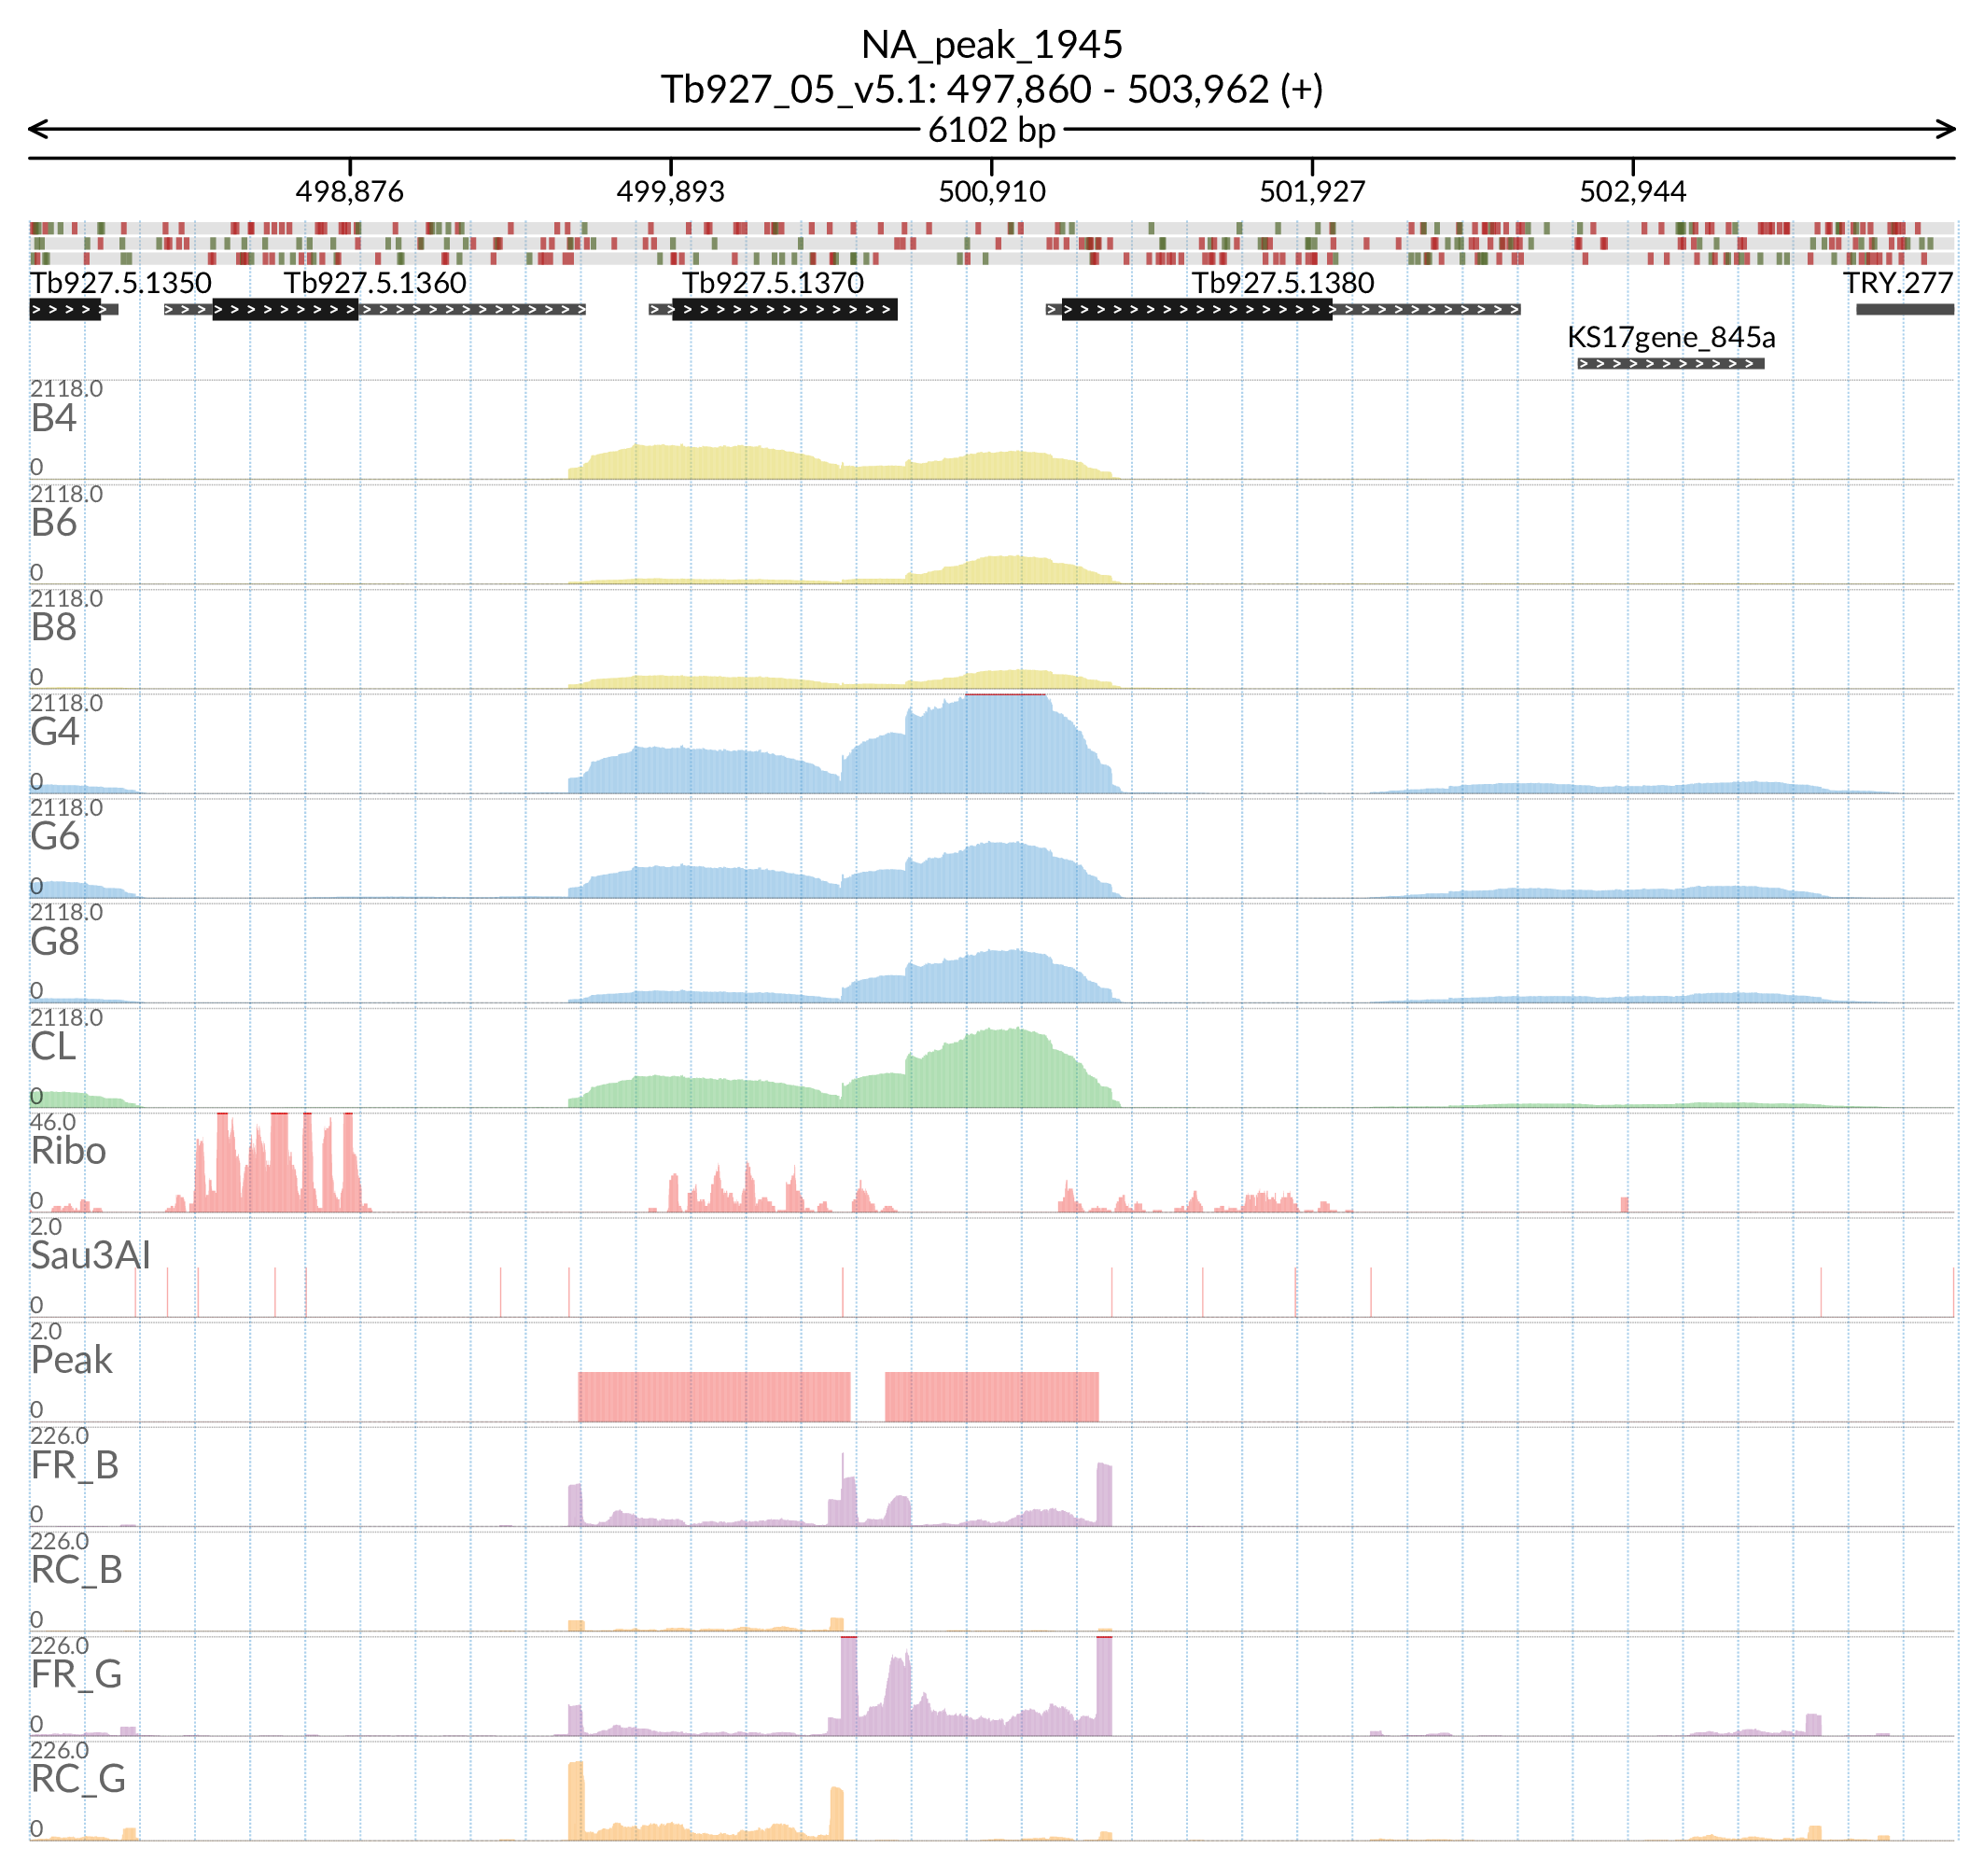 NA_peak_1945
Tb927_05_v5.1: 497,860 - 503,962 (+)
6102 bp
498,876 499,893 500,910 501,927 502,944
Tb927.5.1350 Tb927.5.1360 Tb927.5.1370 Tb927.5.1380 TRY.277
KS17gene_845a
2118.0
B4
0
2118.0
B6
0
2118.0
B8
0
2118.0
G4
0
2118.0
G6
0
2118.0
G8
0
2118.0
CL
0
46.0
Ribo
0
2.0
Sau3AI
0
2.0
Peak
0
226.0
FR_B
0
226.0
RC_B
0
226.0
FR_G
0
226.0
RC_G
0